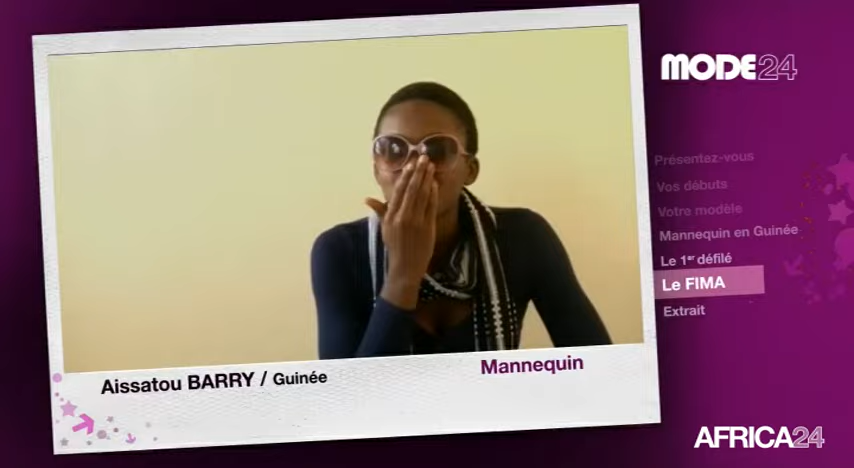 MODE24
Présentez-vous
Vos débuts
Votre modèle
Mannequin en Guinée
Le 1er défilé
Le FIMA
Extrait
Aissatou BARRY / Guinée
Mannequin
AFRICA24